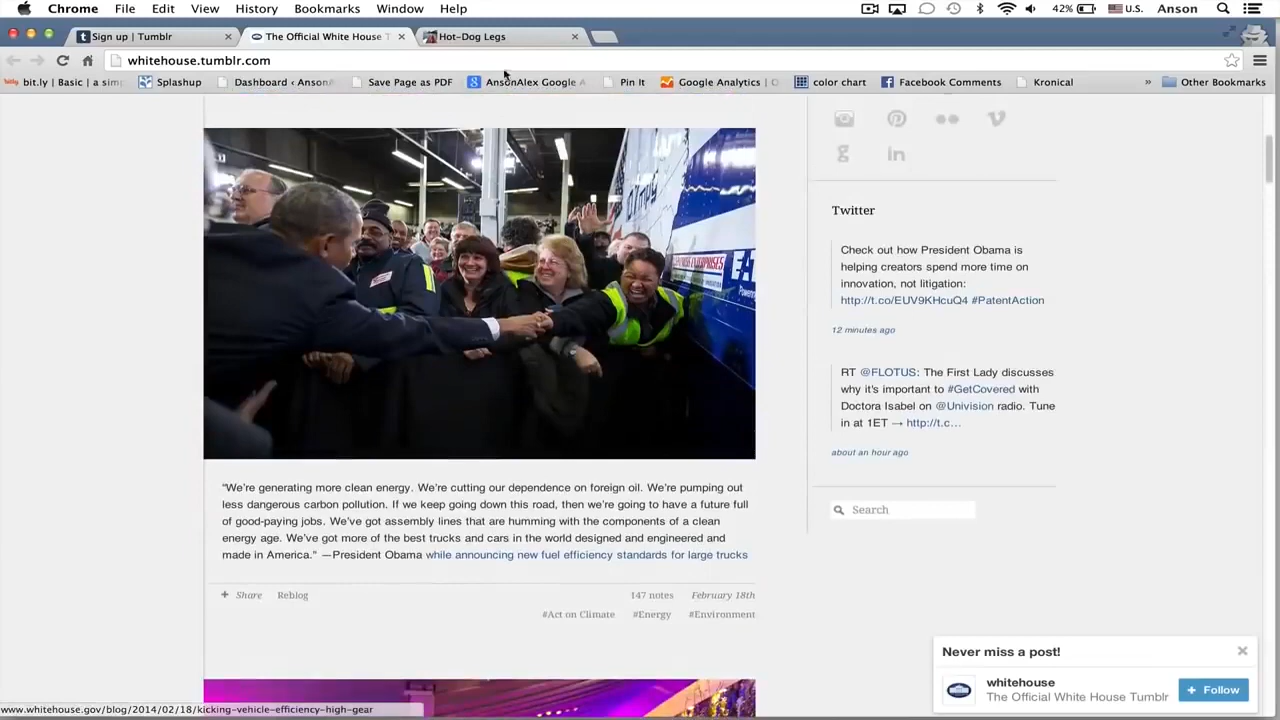 Chrome File Edit View History Bookmarks Window Help 42% U.S. Anson
Sign up | Tumblr The Official White House T Hot-Dog Legs
whitehouse.tumblr.com
bit.ly | Basic | a sim Splashup Dashboard ‹ Anson Save Page as PDF AnsonAlex Google A Pin It Google Analytics | O color chart Facebook Comments Kronical » Other Bookmarks
Twitter
Check out how President Obama is
helping creators spend more time on
innovation, not litigation:
http://t.co/EUV9KHcuQ4 #PatentAction
12 minutes ago
RT @FLOTUS: The First Lady discusses
why it's important to #GetCovered with
Doctora Isabel on @Univision radio. Tune
in at 1ET → http://t.c…
about an hour ago
Search
“We’re generating more clean energy. We’re cutting our dependence on foreign oil. We’re pumping out
less dangerous carbon pollution. If we keep going down this road, then we’re going to have a future full
of good-paying jobs. We’ve got assembly lines that are humming with the components of a clean
energy age. We’ve got more of the best trucks and cars in the world designed and engineered and
made in America.” —President Obama while announcing new fuel efficiency standards for large trucks
+ Share Reblog 147 notes February 18th
#Act on Climate #Energy #Environment
Never miss a post!
whitehouse
The Official White House Tumblr
+ Follow
www.whitehouse.gov/blog/2014/02/18/kicking-vehicle-efficiency-high-gear